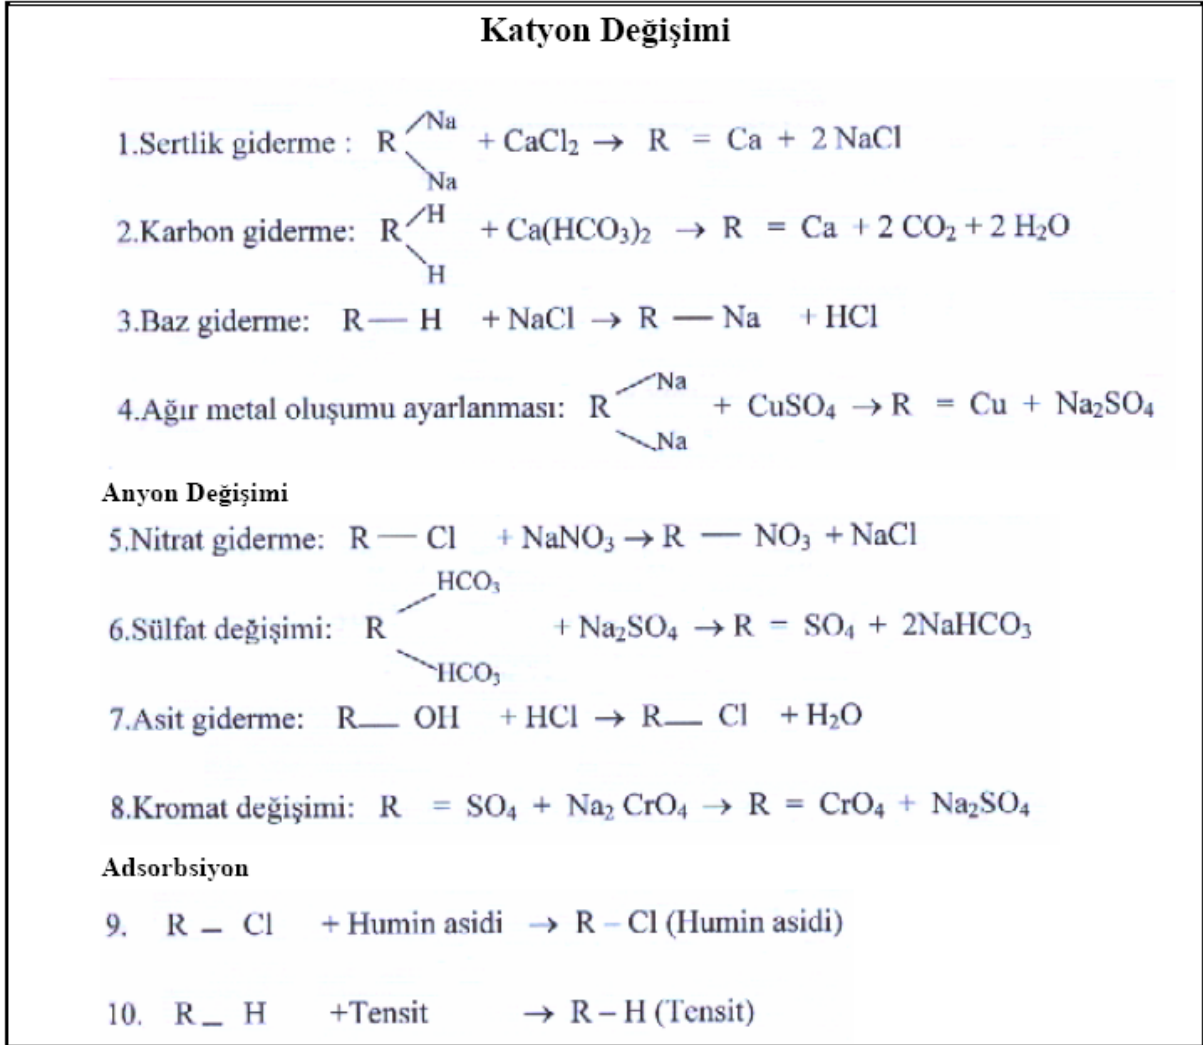 Katyon Değişimi
Na
1.Sertlik giderme : R + CaCl₂ → R = Ca + 2 NaCl
Na
H
2.Karbon giderme: R + Ca(HCO₃)₂ → R = Ca + 2 CO₂ + 2 H₂O
H
3.Baz giderme: R — H + NaCl → R — Na + HCl
Na
4.Ağır metal oluşumu ayarlanması: R + CuSO₄ → R = Cu + Na₂SO₄
Na
Anyon Değişimi
5.Nitrat giderme: R — Cl + NaNO₃ → R — NO₃ + NaCl
HCO₃
6.Sülfat değişimi: R + Na₂SO₄ → R = SO₄ + 2NaHCO₃
HCO₃
7.Asit giderme: R — OH + HCl → R — Cl + H₂O
8.Kromat değişimi: R = SO₄ + Na₂ CrO₄ → R = CrO₄ + Na₂SO₄
Adsorbsiyon
9. R – Cl + Humin asidi → R – Cl (Humin asidi)
10. R – H +Tensit → R – H (Tensit)